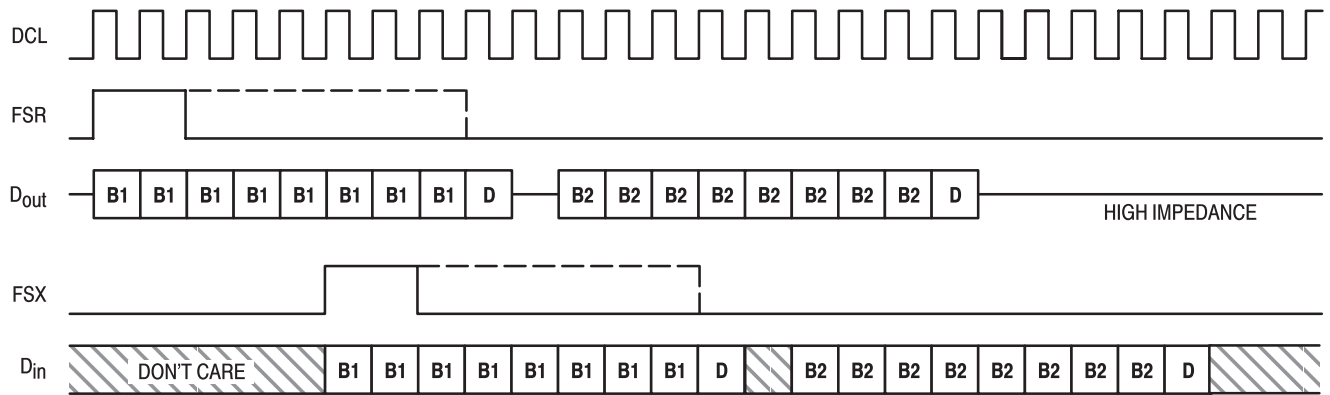 DCL
FSR
Dout B1 B1 B1 B1 B1 B1 B1 B1 D B2 B2 B2 B2 B2 B2 B2 B2 D
HIGH IMPEDANCE
FSX
Din DON'T CARE B1 B1 B1 B1 B1 B1 B1 B1 D B2 B2 B2 B2 B2 B2 B2 B2 D